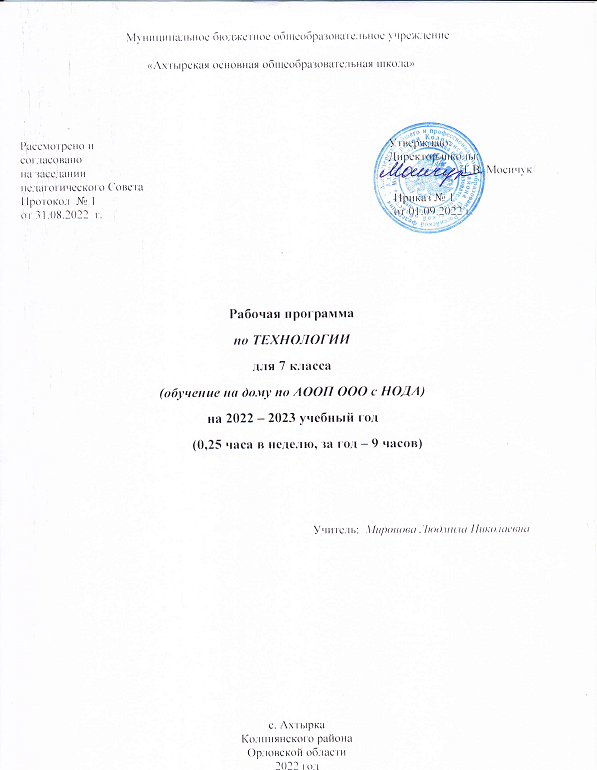 Муниципальное бюджетное общеобразовательное учреждение
«Ахтырская основная общеобразовательная школа»
Рассмотрено и
согласовано
на заседании
педагогического Совета
Протокол № 1
от 31.08.2022 г.
Утверждаю:
Директор школы:
Т.В. Мосичук
Приказ № 1
от 01.09.2022 г.
Рабочая программа
по ТЕХНОЛОГИИ
для 7 класса
(обучение на дому по АООП ООО с НОДА)
на 2022 – 2023 учебный год
(0,25 часа в неделю, за год – 9 часов)
Учитель: Миронова Людмила Николаевна
с. Ахтырка
Колпнянского района
Орловской области
2022 год